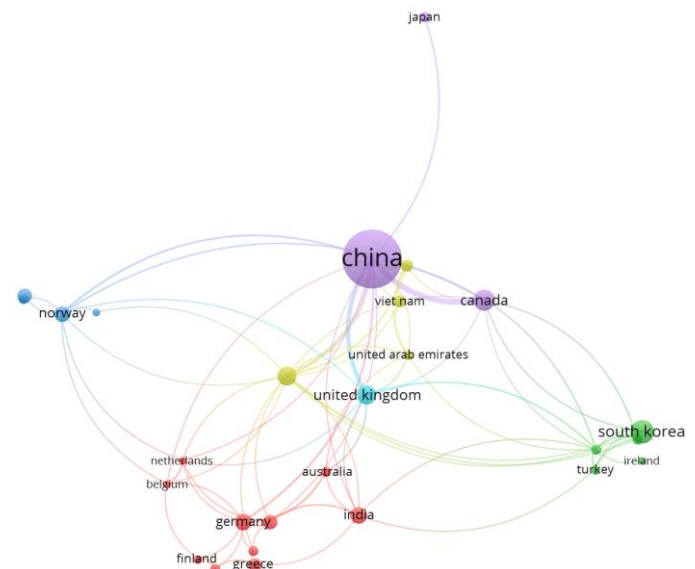 japan
china
viet nam
canada
norway
united arab emirates
united kingdom
south korea
netherlands
ireland
australia
turkey
belgium
germany
india
finland
greece